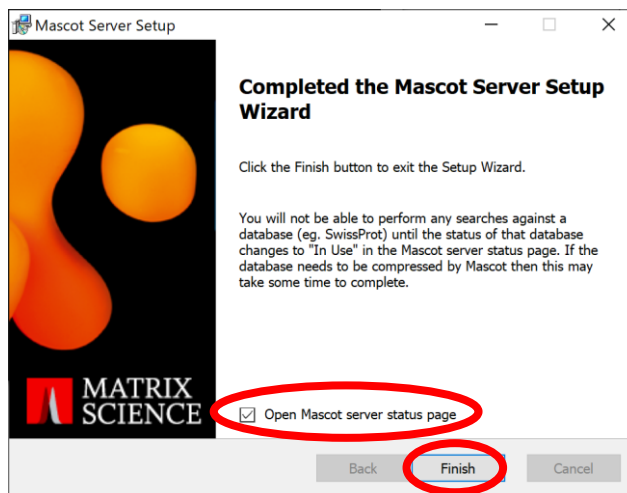 Mascot Server Setup
Completed the Mascot Server Setup
Wizard
Click the Finish button to exit the Setup Wizard.
You will not be able to perform any searches against a
database (eg. SwissProt) until the status of that database
changes to "In Use" in the Mascot server status page. If the
database needs to be compressed by Mascot then this may
take some time to complete.
MATRIX
SCIENCE
Open Mascot server status page
Back
Finish
Cancel